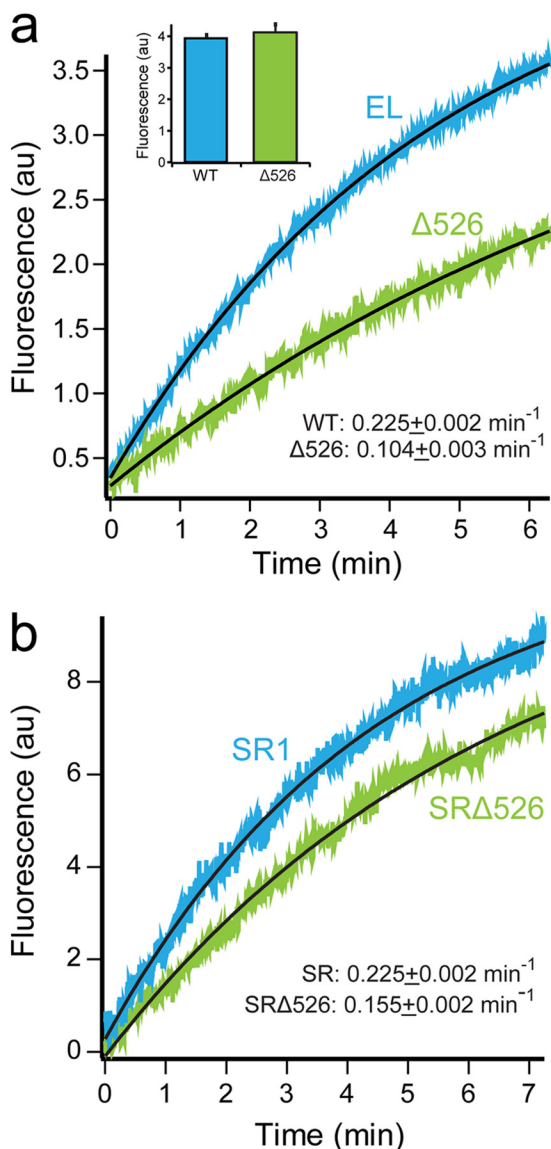 a
Fluorescence (au)
4
3
2
1
0
WT
Δ526
Fluorescence (au)
3.5
3.0
2.5
2.0
1.5
1.0
0.5
EL
Δ526
WT: 0.225±0.002 min⁻¹
Δ526: 0.104±0.003 min⁻¹
0 1 2 3 4 5 6
Time (min)
b
Fluorescence (au)
8
6
4
2
0
SR1
SRΔ526
SR: 0.225±0.002 min⁻¹
SRΔ526: 0.155±0.002 min⁻¹
0 1 2 3 4 5 6 7
Time (min)